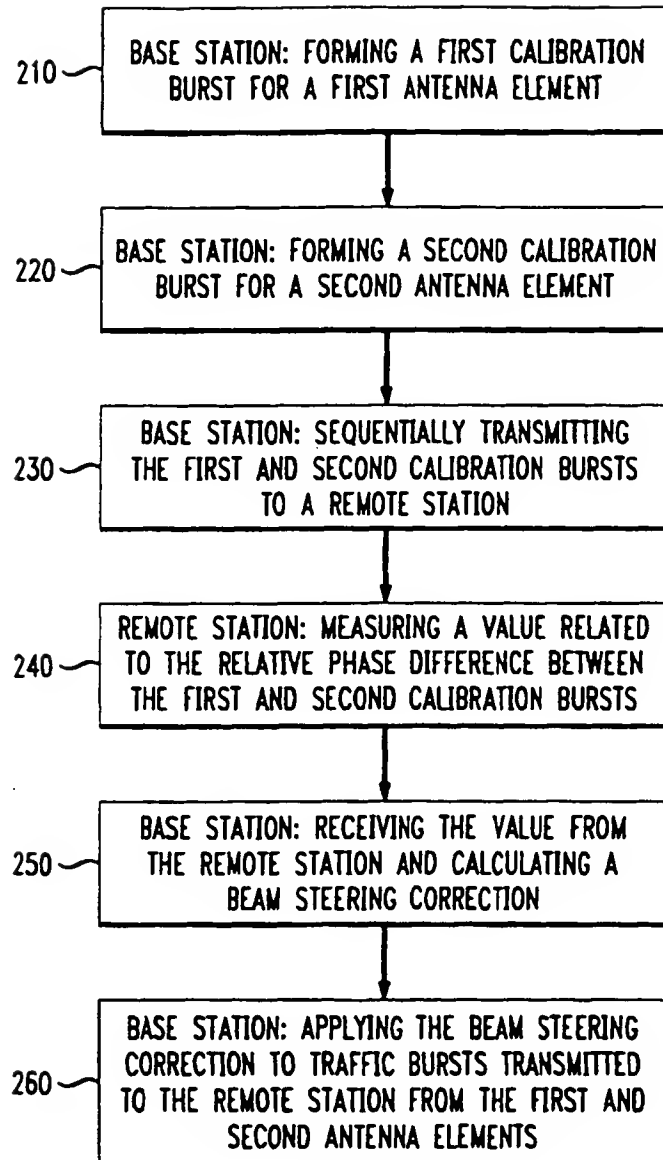 BASE STATION: FORMING A FIRST CALIBRATION
210
BURST FOR A FIRST ANTENNA ELEMENT
BASE STATION: FORMING A SECOND CALIBRATION
220
BURST FOR A SECOND ANTENNA ELEMENT
BASE STATION: SEQUENTIALLY TRANSMITTING
230
THE FIRST AND SECOND CALIBRATION BURSTS
TO A REMOTE STATION
REMOTE STATION: MEASURING A VALUE RELATED
240
TO THE RELATIVE PHASE DIFFERENCE BETWEEN
THE FIRST AND SECOND CALIBRATION BURSTS
BASE STATION: RECEIVING THE VALUE FROM
250
THE REMOTE STATION AND CALCULATING A
BEAM STEERING CORRECTION
BASE STATION: APPLYING THE BEAM STEERING
CORRECTION TO TRAFFIC BURSTS TRANSMITTED
260
TO THE REMOTE STATION FROM THE FIRST AND
SECOND ANTENNA ELEMENTS